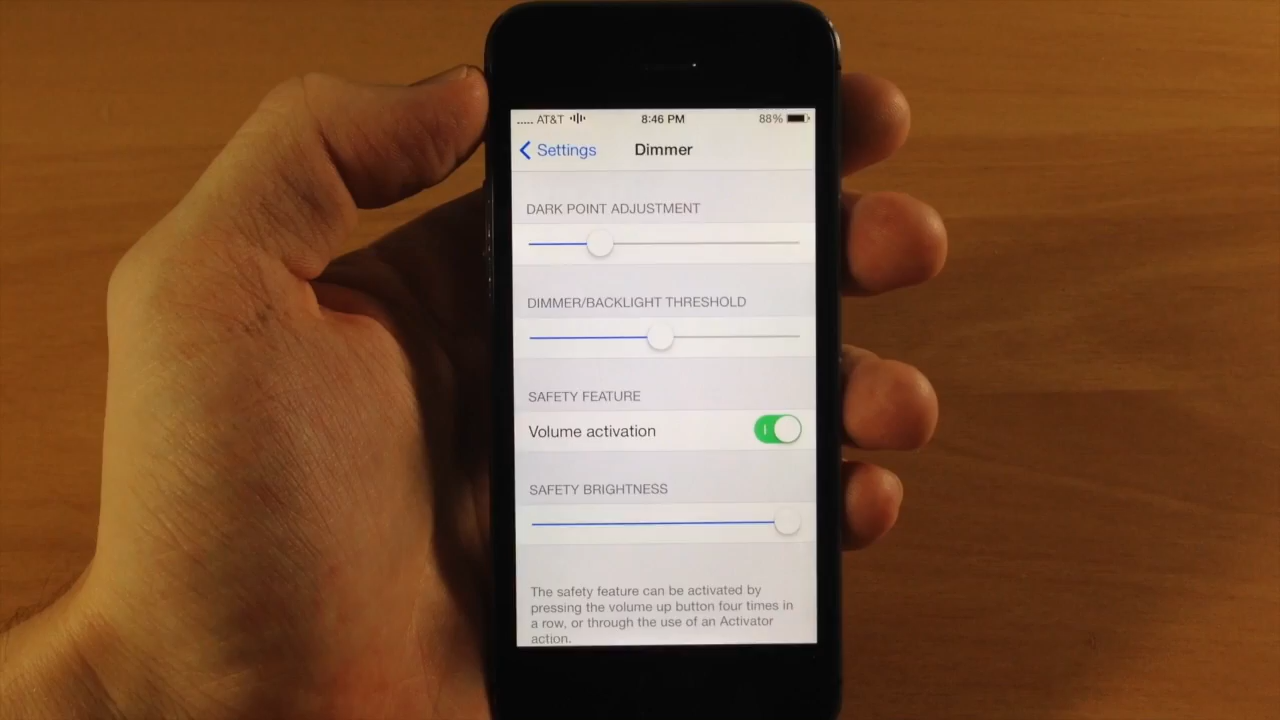 AT&T 8:46 PM 88%
Settings Dimmer
DARK POINT ADJUSTMENT
DIMMER/BACKLIGHT THRESHOLD
SAFETY FEATURE
Volume activation
SAFETY BRIGHTNESS
The safety feature can be activated by
pressing the volume up button four times in
a row, or through the use of an Activator
action.